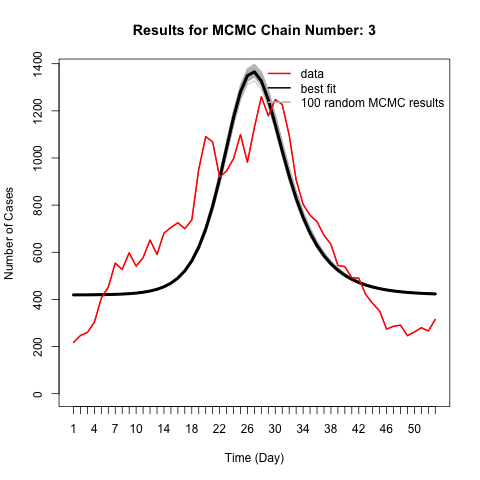 Results for MCMC Chain Number: 3
data
best fit
100 random MCMC results
Number of Cases
0
200
400
600
800
1000
1200
1400
1 4 7 10 14 18 22 26 30 34 38 42 46 50
Time (Day)